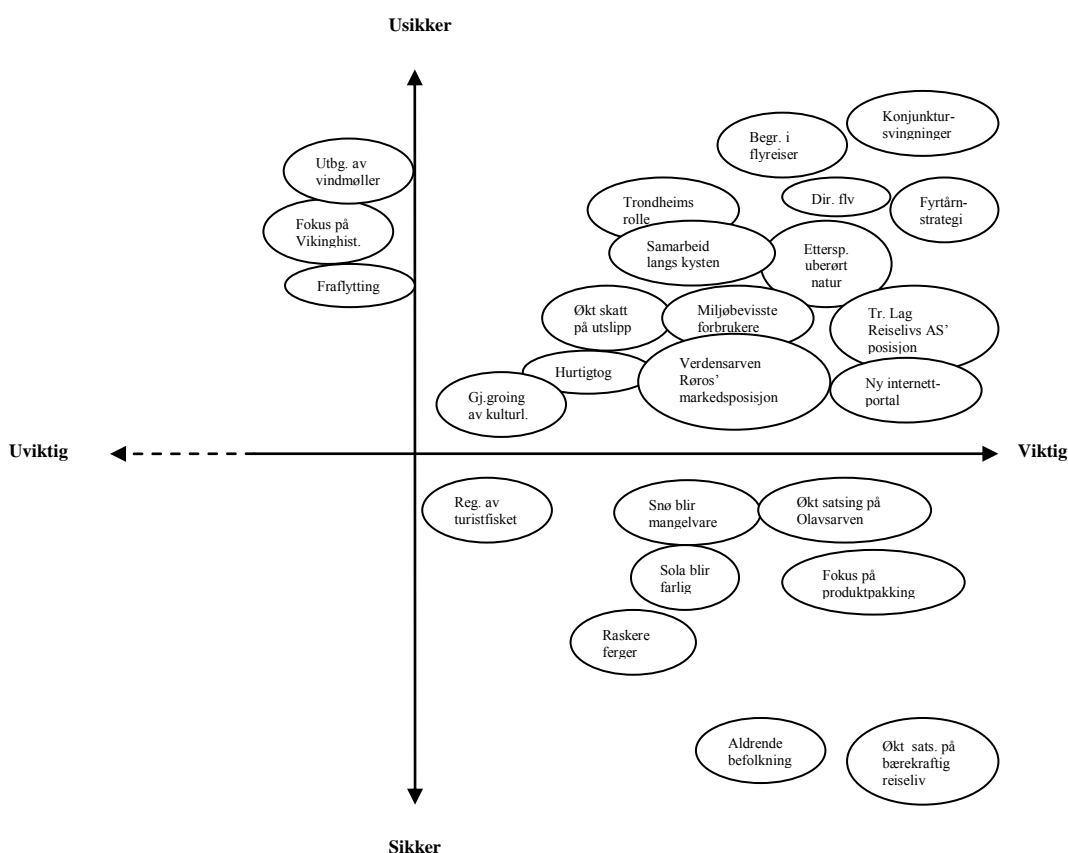 Usikker
Konjunktur-
svingninger
Begr. i
flyreiser
Utbg. av
vindmøller
Dir. flv
Fyrtårn-
strategi
Trondheims
rolle
Fokus på
Vikinghist.
Samarbeid
langs kysten
Ettersp.
uberørt
natur
Fraflytting
Økt skatt
på utslipp
Miljøbevisste
forbrukere
Tr. Lag
Reiselivs AS’
posisjon
Hurtigtog
Verdensarven
Røros’
markedsposisjon
Ny internett-
portal
Gj.groing
av kulturl.
Uviktig
Viktig
Reg. av
turistfisket
Snø blir
mangelvare
Økt satsing på
Olavsarven
Sola blir
farlig
Fokus på
produktpakking
Raskere
ferger
Aldrende
befolkning
Økt  sats. på
bærekraftig
reiseliv
Sikker